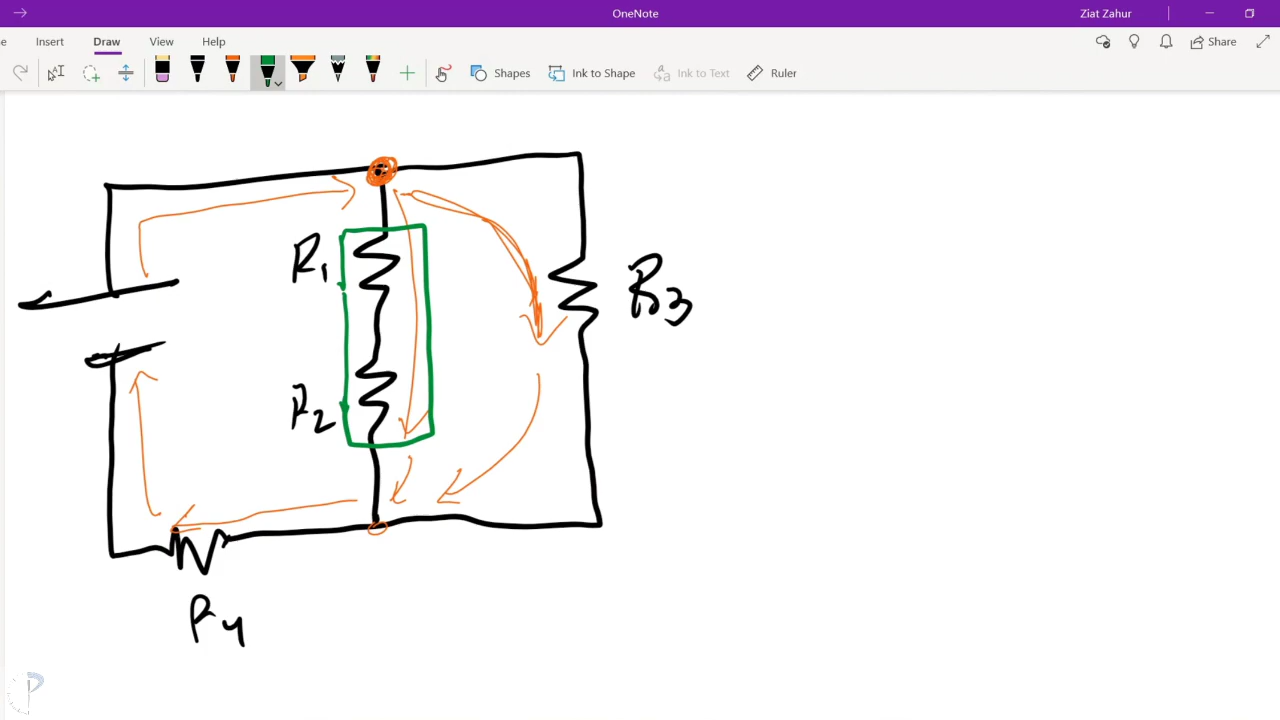 OneNote
Ziat Zahur
Insert Draw View Help
Share
Shapes Ink to Shape Ink to Text Ruler
R1
R3
R2
R4